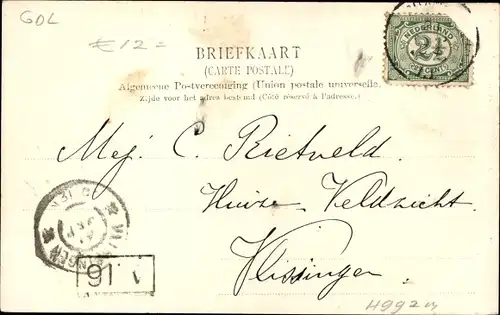 GDL
€12=
NEDERLAND
2½
CENT
BRIEFKAART
(CARTE POSTALE)
Algemeene Postvereeniging (Union postale universelle,
Zijde voor het adres bestemd (Côté réservé à l'adresse.)
Mej. C. Rietveld.
Huize Veldzicht
Vlissingen.
16